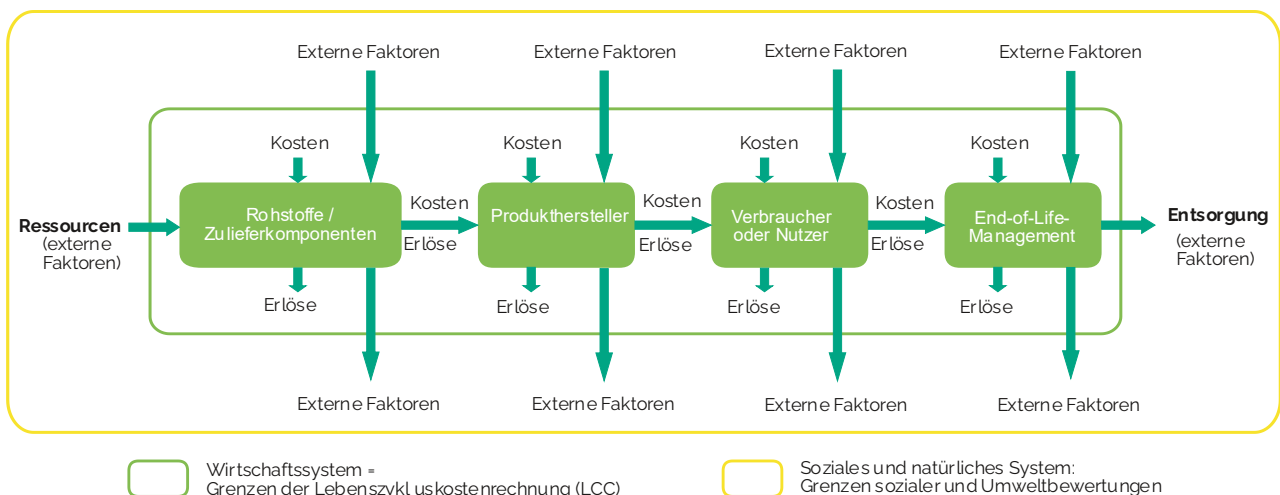 Externe Faktoren
Externe Faktoren
Externe Faktoren
Externe Faktoren
Kosten
Kosten
Kosten
Kosten
Ressourcen
(externe
Faktoren)
Rohstoffe /
Zulieferkomponenten
Kosten
Erlöse
Produkthersteller
Kosten
Erlöse
Verbraucher
oder Nutzer
Kosten
Erlöse
End-of-Life-
Management
Entsorgung
(externe
Faktoren)
Erlöse
Erlöse
Erlöse
Erlöse
Externe Faktoren
Externe Faktoren
Externe Faktoren
Externe Faktoren
Wirtschaftssystem =
Grenzen der Lebenszykluskostenrechnung (LCC)
Soziales und natürliches System:
Grenzen sozialer und Umweltbewertungen